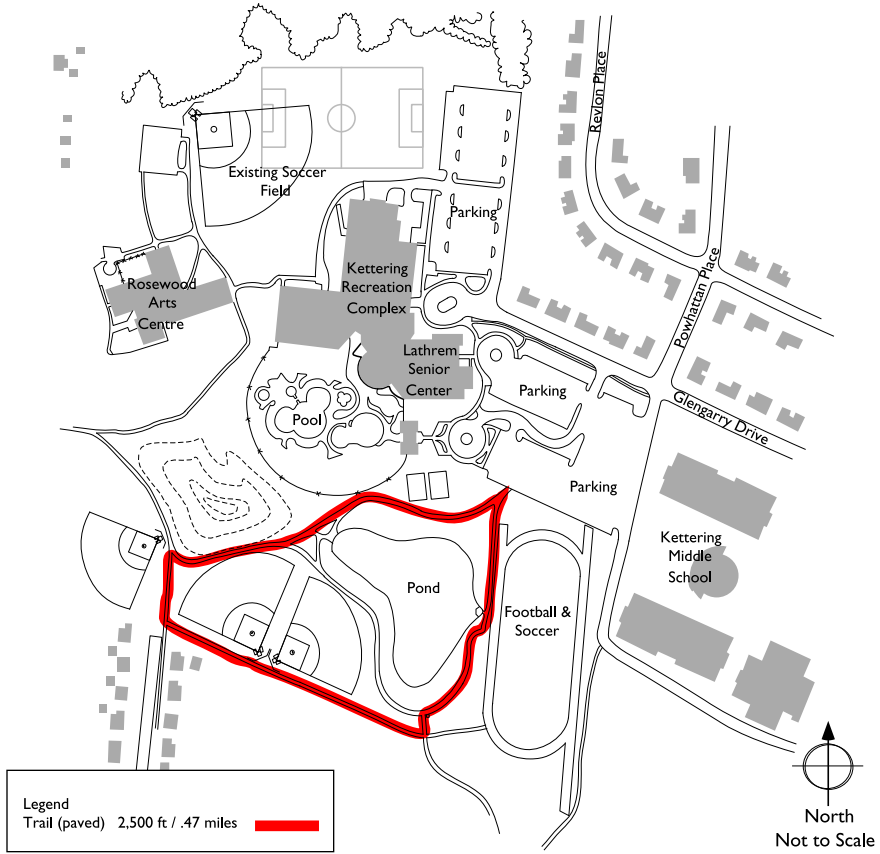 Revlon Place
Existing Soccer
Field
Parking
Kettering
Recreation
Complex
Rosewood
Arts
Centre
Powhattan Place
Lathrem
Senior
Center
Parking
Glengarry Drive
Pool
Parking
Kettering
Middle
School
Pond
Football &
Soccer
Legend
Trail (paved) 2,500 ft / .47 miles
North
Not to Scale